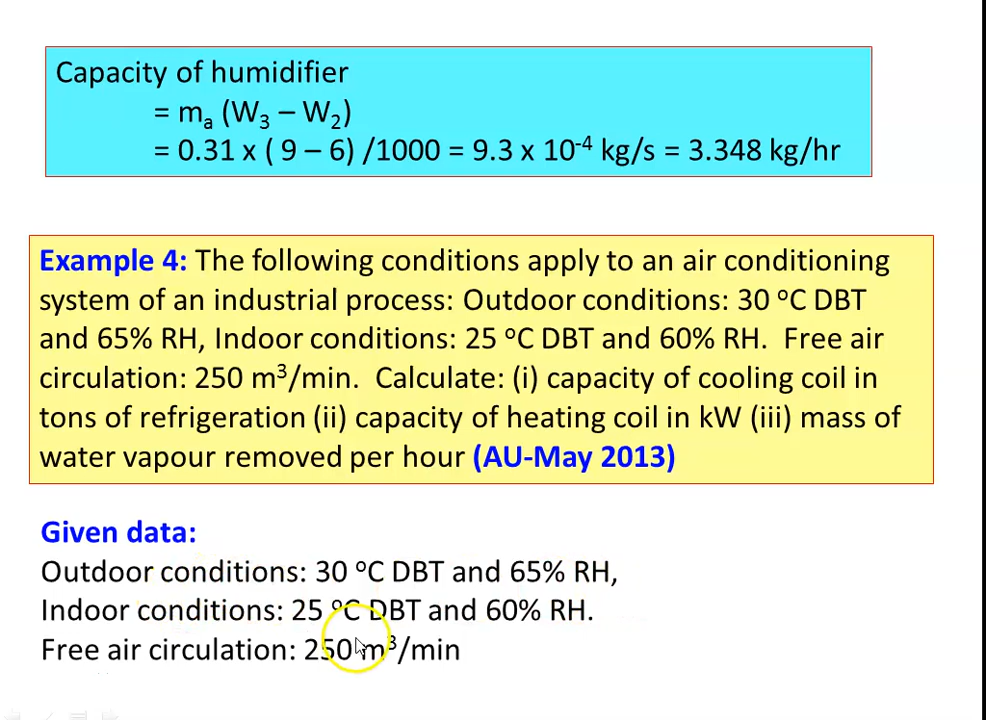 Capacity of humidifier
= mₐ (W₃ – W₂)
= 0.31 x ( 9 – 6) /1000 = 9.3 x 10⁻⁴ kg/s = 3.348 kg/hr
Example 4: The following conditions apply to an air conditioning
system of an industrial process: Outdoor conditions: 30 ᵒC DBT
and 65% RH, Indoor conditions: 25 ᵒC DBT and 60% RH.  Free air
circulation: 250 m³/min.  Calculate: (i) capacity of cooling coil in
tons of refrigeration (ii) capacity of heating coil in kW (iii) mass of
water vapour removed per hour (AU-May 2013)
Given data:
Outdoor conditions: 30 ᵒC DBT and 65% RH,
Indoor conditions: 25 ᵒC DBT and 60% RH.
Free air circulation: 250 m³/min